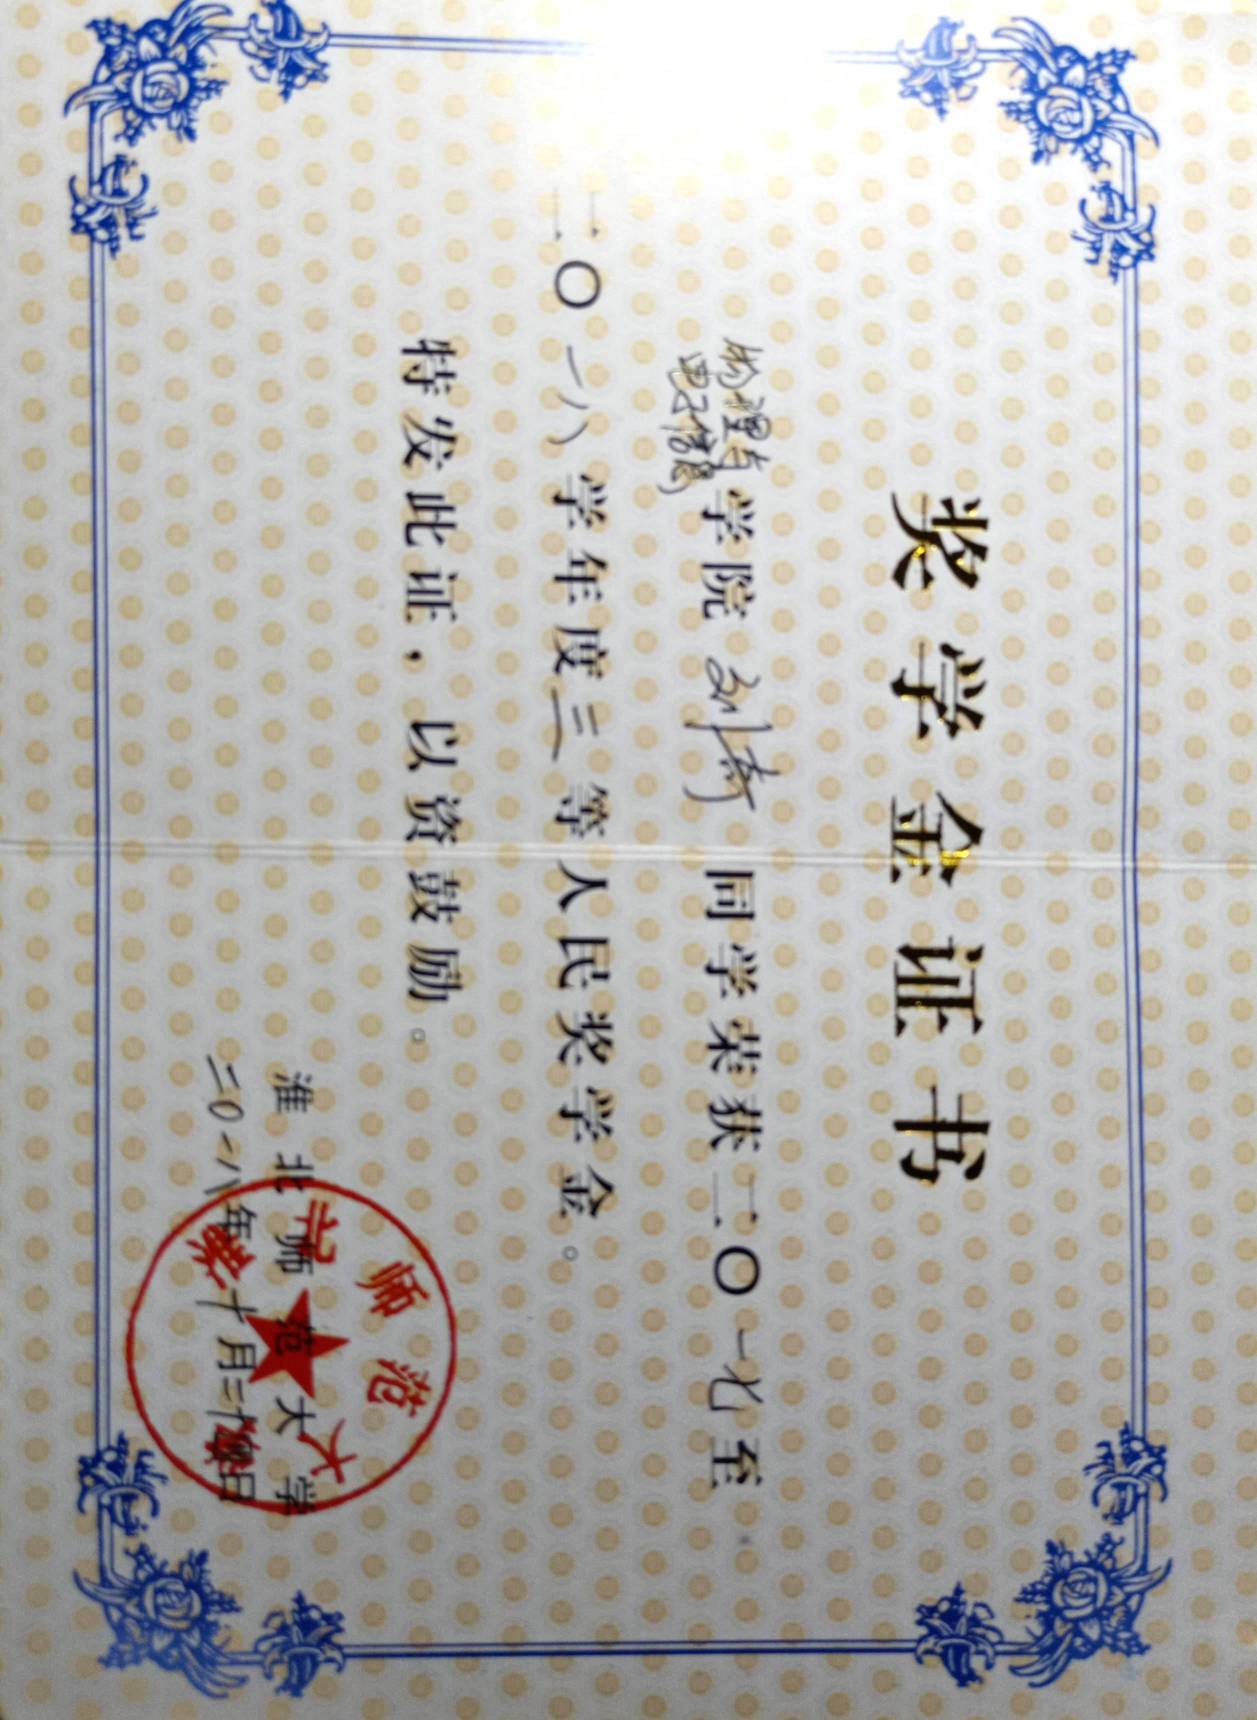 奖学金证书
物理与
电子信息学院 刘奇 同学荣获二〇一七至
二〇一八学年度三等人民奖学金。
特发此证，以资鼓励。
淮北师范大学
二〇一八年十月二十四日
淮北师范大学